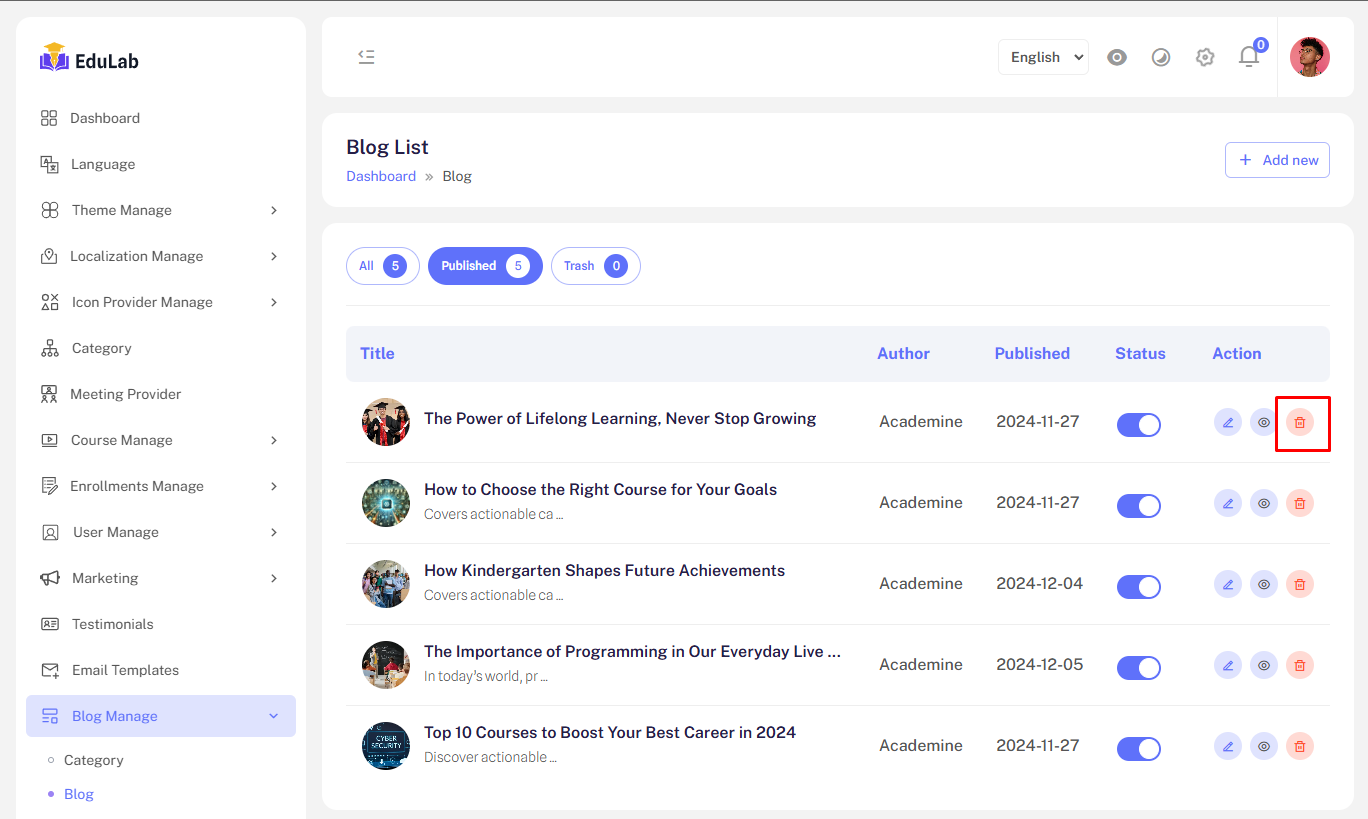 EduLab
Dashboard
Language
Theme Manage
Localization Manage
Icon Provider Manage
Category
Meeting Provider
Course Manage
Enrollments Manage
User Manage
Marketing
Testimonials
Email Templates
Blog Manage
Category
Blog
English
0
Blog List
Dashboard » Blog
Add new
All 5
Published 5
Trash 0
Title Author Published Status Action
The Power of Lifelong Learning, Never Stop Growing Academine 2024-11-27
How to Choose the Right Course for Your Goals Academine 2024-11-27
Covers actionable ca ...
How Kindergarten Shapes Future Achievements Academine 2024-12-04
Covers actionable ca ...
The Importance of Programming in Our Everyday Live ... Academine 2024-12-05
In today's world, pr ...
CYBER
SECURITY
Top 10 Courses to Boost Your Best Career in 2024 Academine 2024-11-27
Discover actionable ...